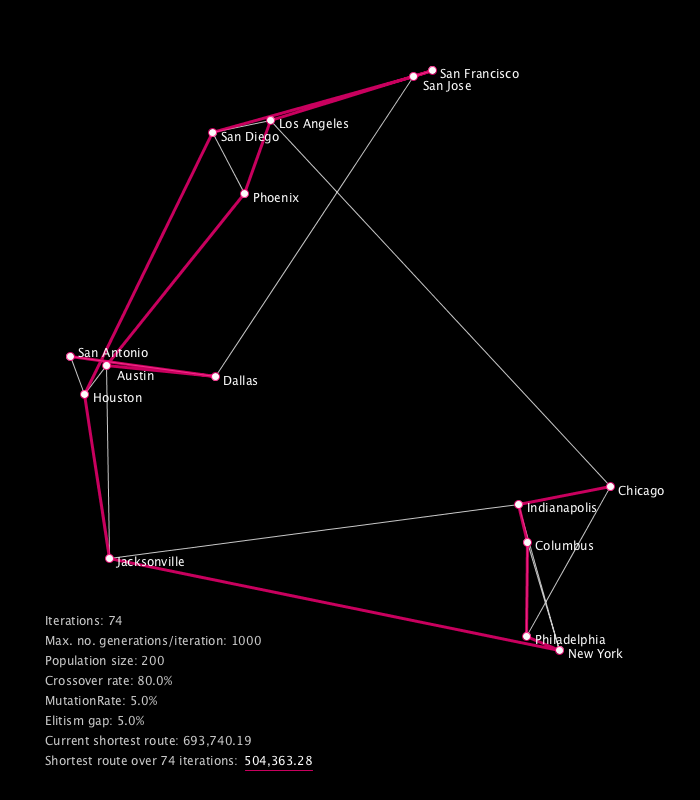 San Francisco
San Jose
Los Angeles
San Diego
Phoenix
San Antonio
Austin
Dallas
Houston
Chicago
Indianapolis
Columbus
Jacksonville
Philadelphia
New York
Iterations: 74
Max. no. generations/iteration: 1000
Population size: 200
Crossover rate: 80.0%
MutationRate: 5.0%
Elitism gap: 5.0%
Current shortest route: 693,740.19
Shortest route over 74 iterations: 504,363.28